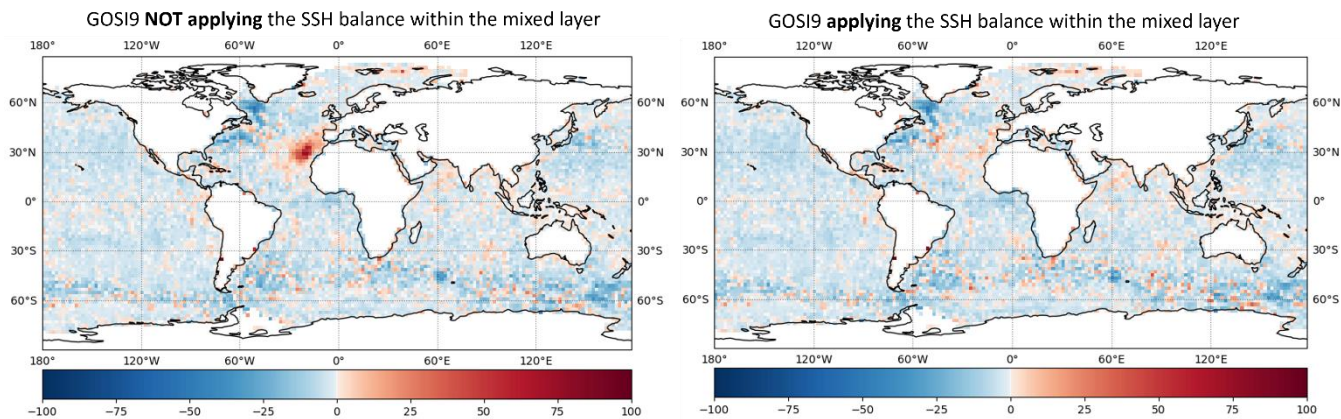 GOSI9 NOT applying the SSH balance within the mixed layer
180° 120°W 60°W 0° 60°E 120°E 180°
60°N
30°N
0°
30°S
60°S
60°N
30°N
0°
30°S
60°S
180° 120°W 60°W 0° 60°E 120°E 180°
−100 −75 −50 −25 0 25 50 75 100
GOSI9 applying the SSH balance within the mixed layer
180° 120°W 60°W 0° 60°E 120°E
60°N
30°N
0°
30°S
60°S
60°N
30°N
0°
30°S
60°S
180° 120°W 60°W 0° 60°E 120°E
−100 −75 −50 −25 0 25 50 75 100